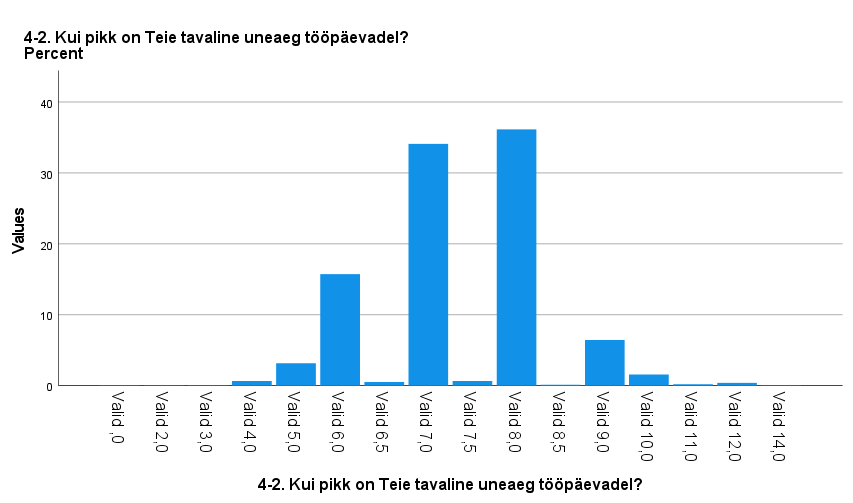 4-2. Kui pikk on Teie tavaline uneaeg tööpäevadel?
Percent
40
30
20
10
0
Values
Valid ,0
Valid 2,0
Valid 3,0
Valid 4,0
Valid 5,0
Valid 6,0
Valid 6,5
Valid 7,0
Valid 7,5
Valid 8,0
Valid 8,5
Valid 9,0
Valid 10,0
Valid 11,0
Valid 12,0
Valid 14,0
4-2. Kui pikk on Teie tavaline uneaeg tööpäevadel?